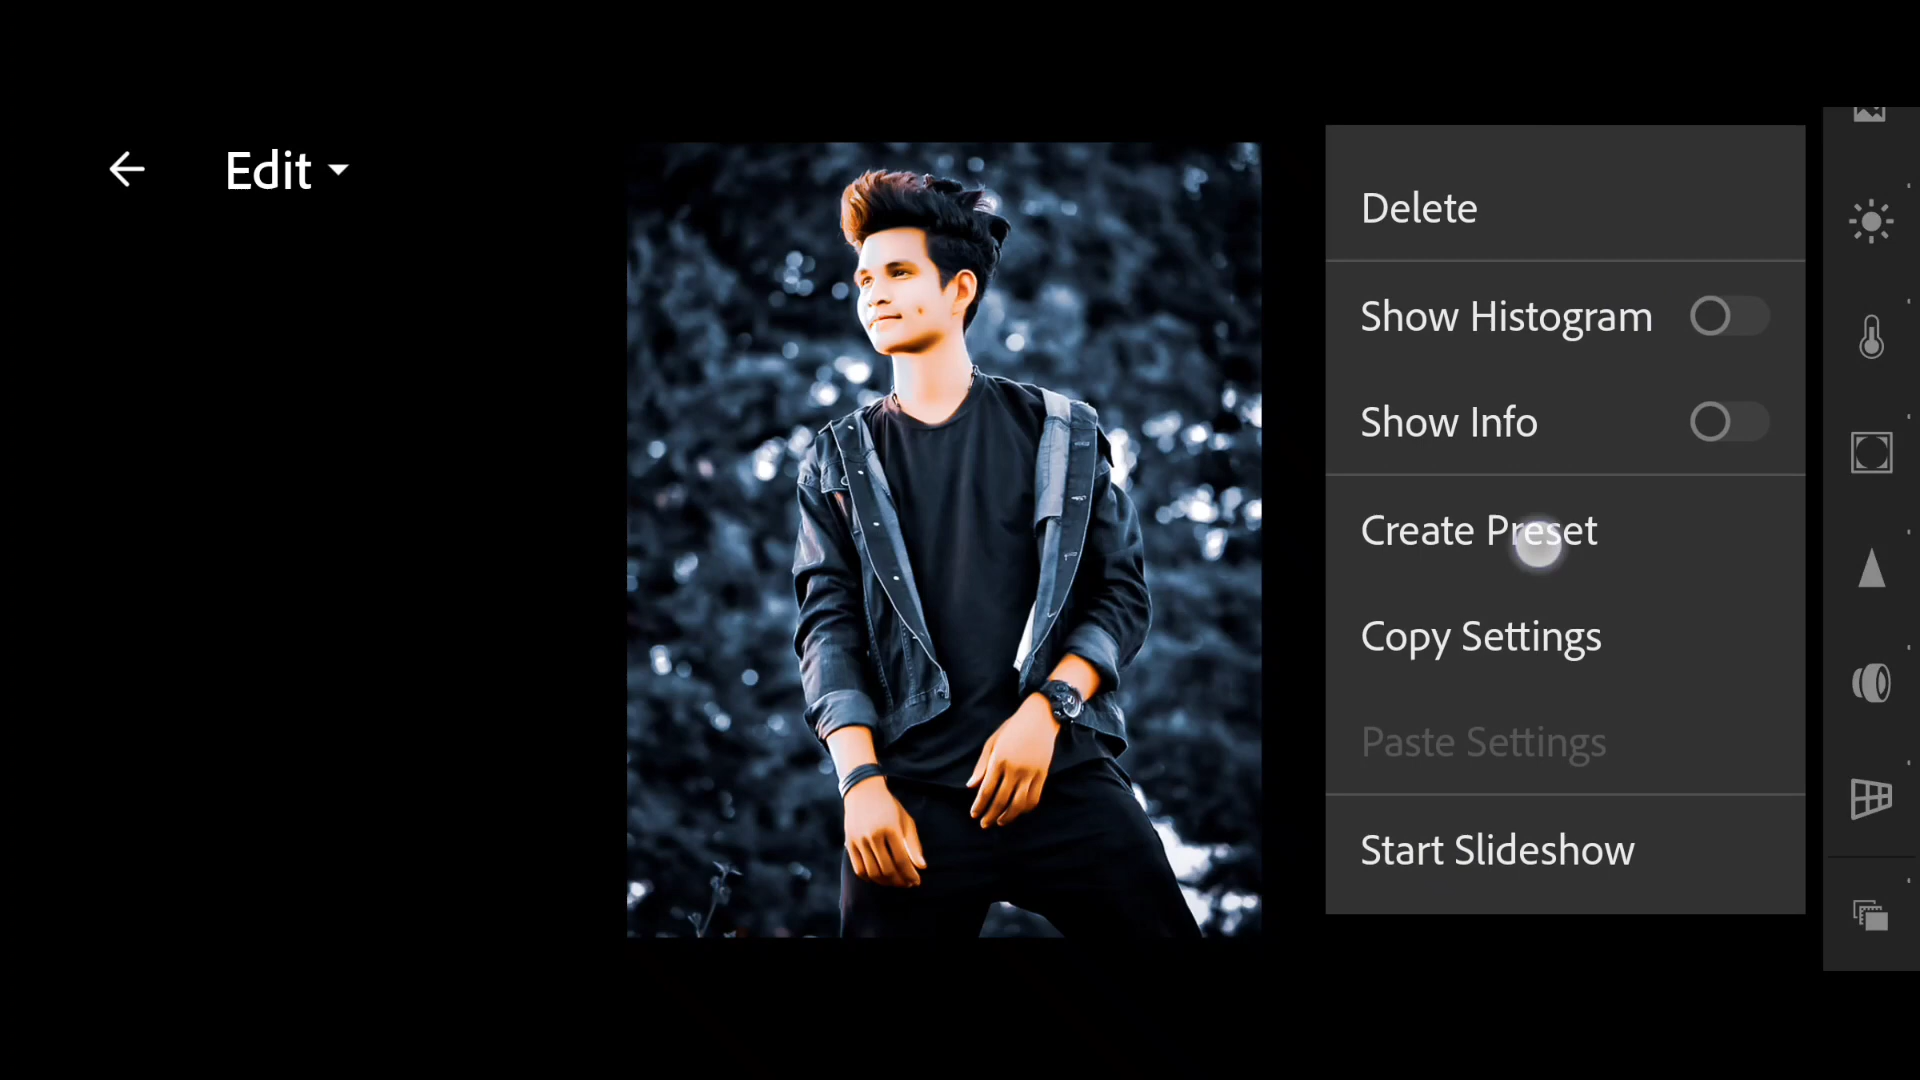 Edit
Delete
Show Histogram
Show Info
Create Preset
Copy Settings
Paste Settings
Start Slideshow